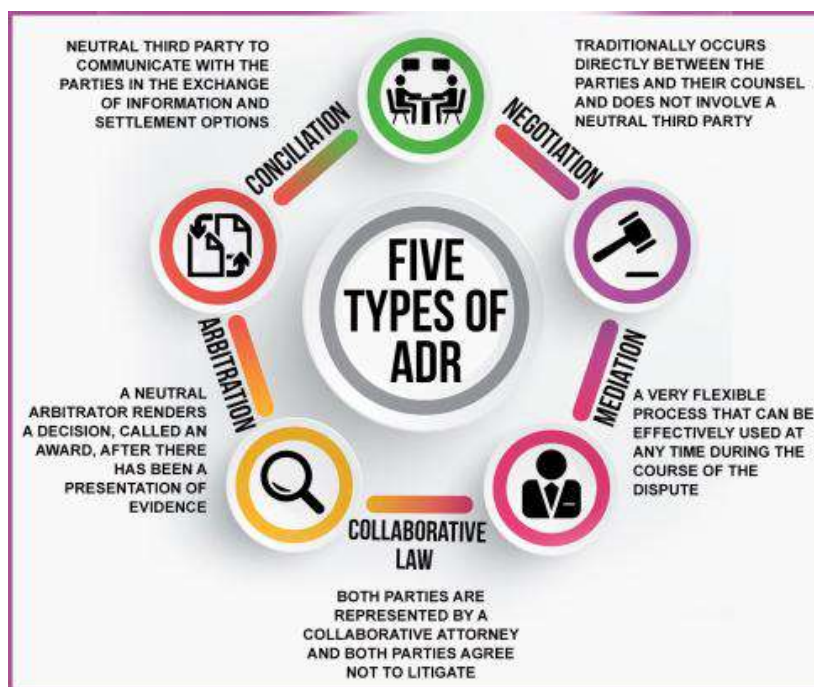 NEUTRAL THIRD PARTY TO
COMMUNICATE WITH THE
PARTIES IN THE EXCHANGE
OF INFORMATION AND
SETTLEMENT OPTIONS
CONCILIATION
TRADITIONALLY OCCURS
DIRECTLY BETWEEN THE
PARTIES AND THEIR COUNSEL
AND DOES NOT INVOLVE A
NEUTRAL THIRD PARTY
NEGOTIATION
FIVE
TYPES OF
ADR
ARBITRATION
A NEUTRAL
ARBITRATOR RENDERS
A DECISION, CALLED AN
AWARD, AFTER THERE
HAS BEEN A
PRESENTATION OF
EVIDENCE
MEDIATION
A VERY FLEXIBLE
PROCESS THAT CAN BE
EFFECTIVELY USED AT
ANY TIME DURING THE
COURSE OF THE
DISPUTE
COLLABORATIVE
LAW
BOTH PARTIES ARE
REPRESENTED BY A
COLLABORATIVE ATTORNEY
AND BOTH PARTIES AGREE
NOT TO LITIGATE